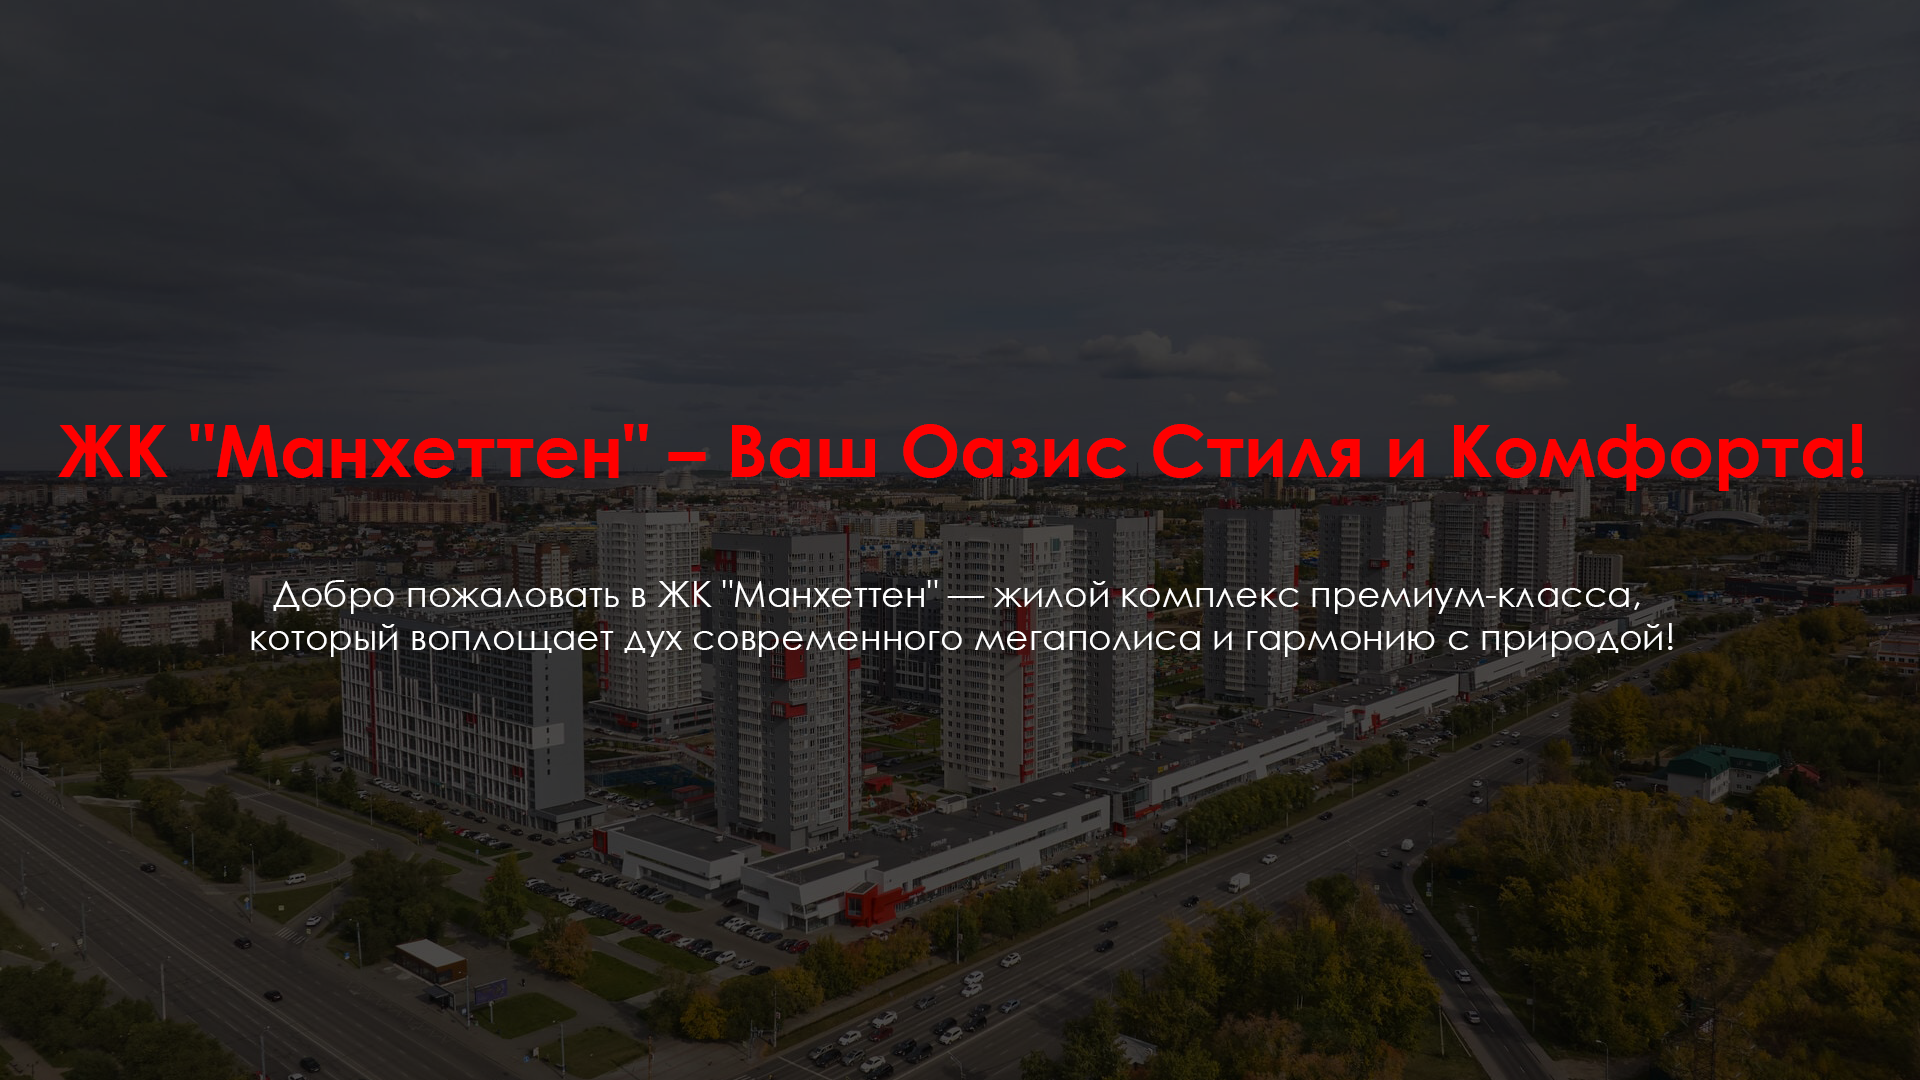 ЖК "Манхеттен" – Ваш Оазис Стиля и Комфорта!
Добро пожаловать в ЖК "Манхеттен" — жилой комплекс премиум-класса,
который воплощает дух современного мегаполиса и гармонию с природой!